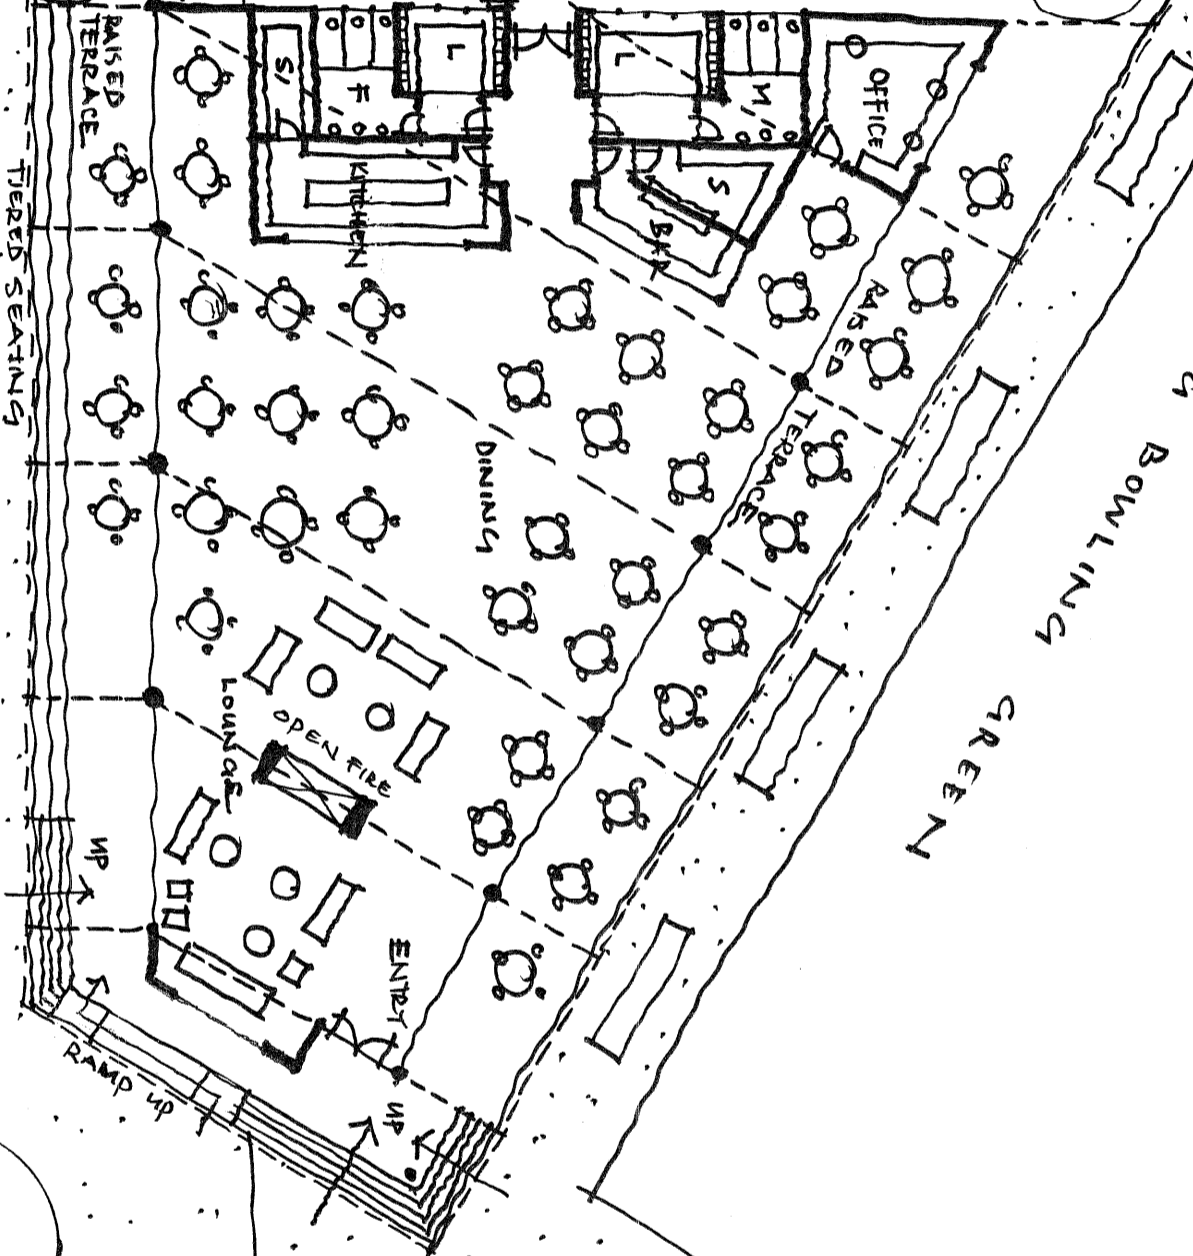 RAISED
TERRACE
S
F
L
L
M
OFFICE
KITCHEN
S
BAR
RAISED
TERRACE
TIERED SEATING
DINING
BOWLING
GREEN
LOUNGE
OPEN FIRE
UP
ENTRY
RAMP UP
UP